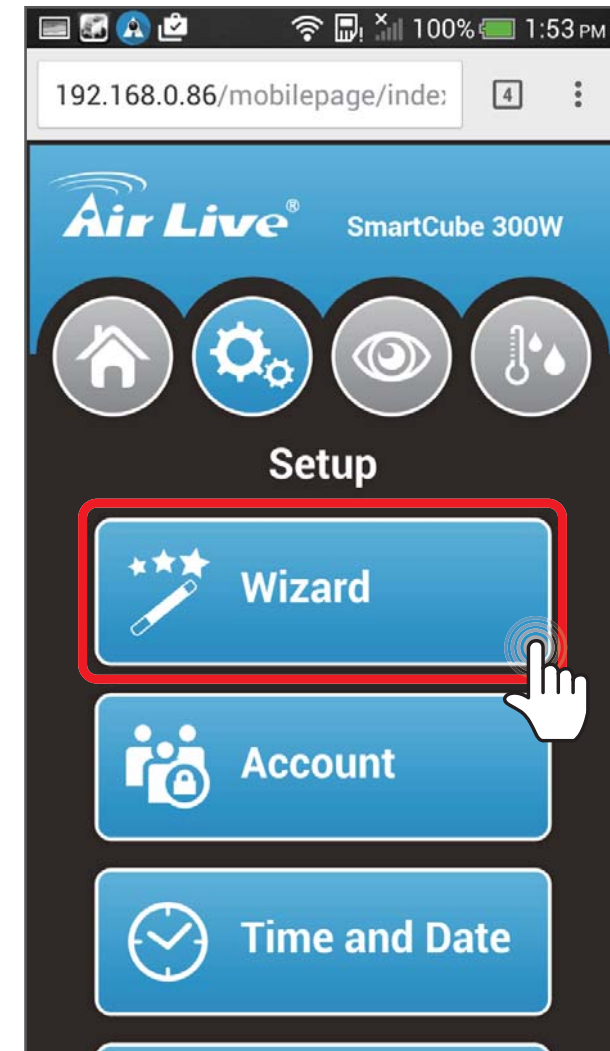 100% 1:53 PM
192.168.0.86/mobilepage/index
4
Air Live® SmartCube 300W
Setup
Wizard
Account
Time and Date